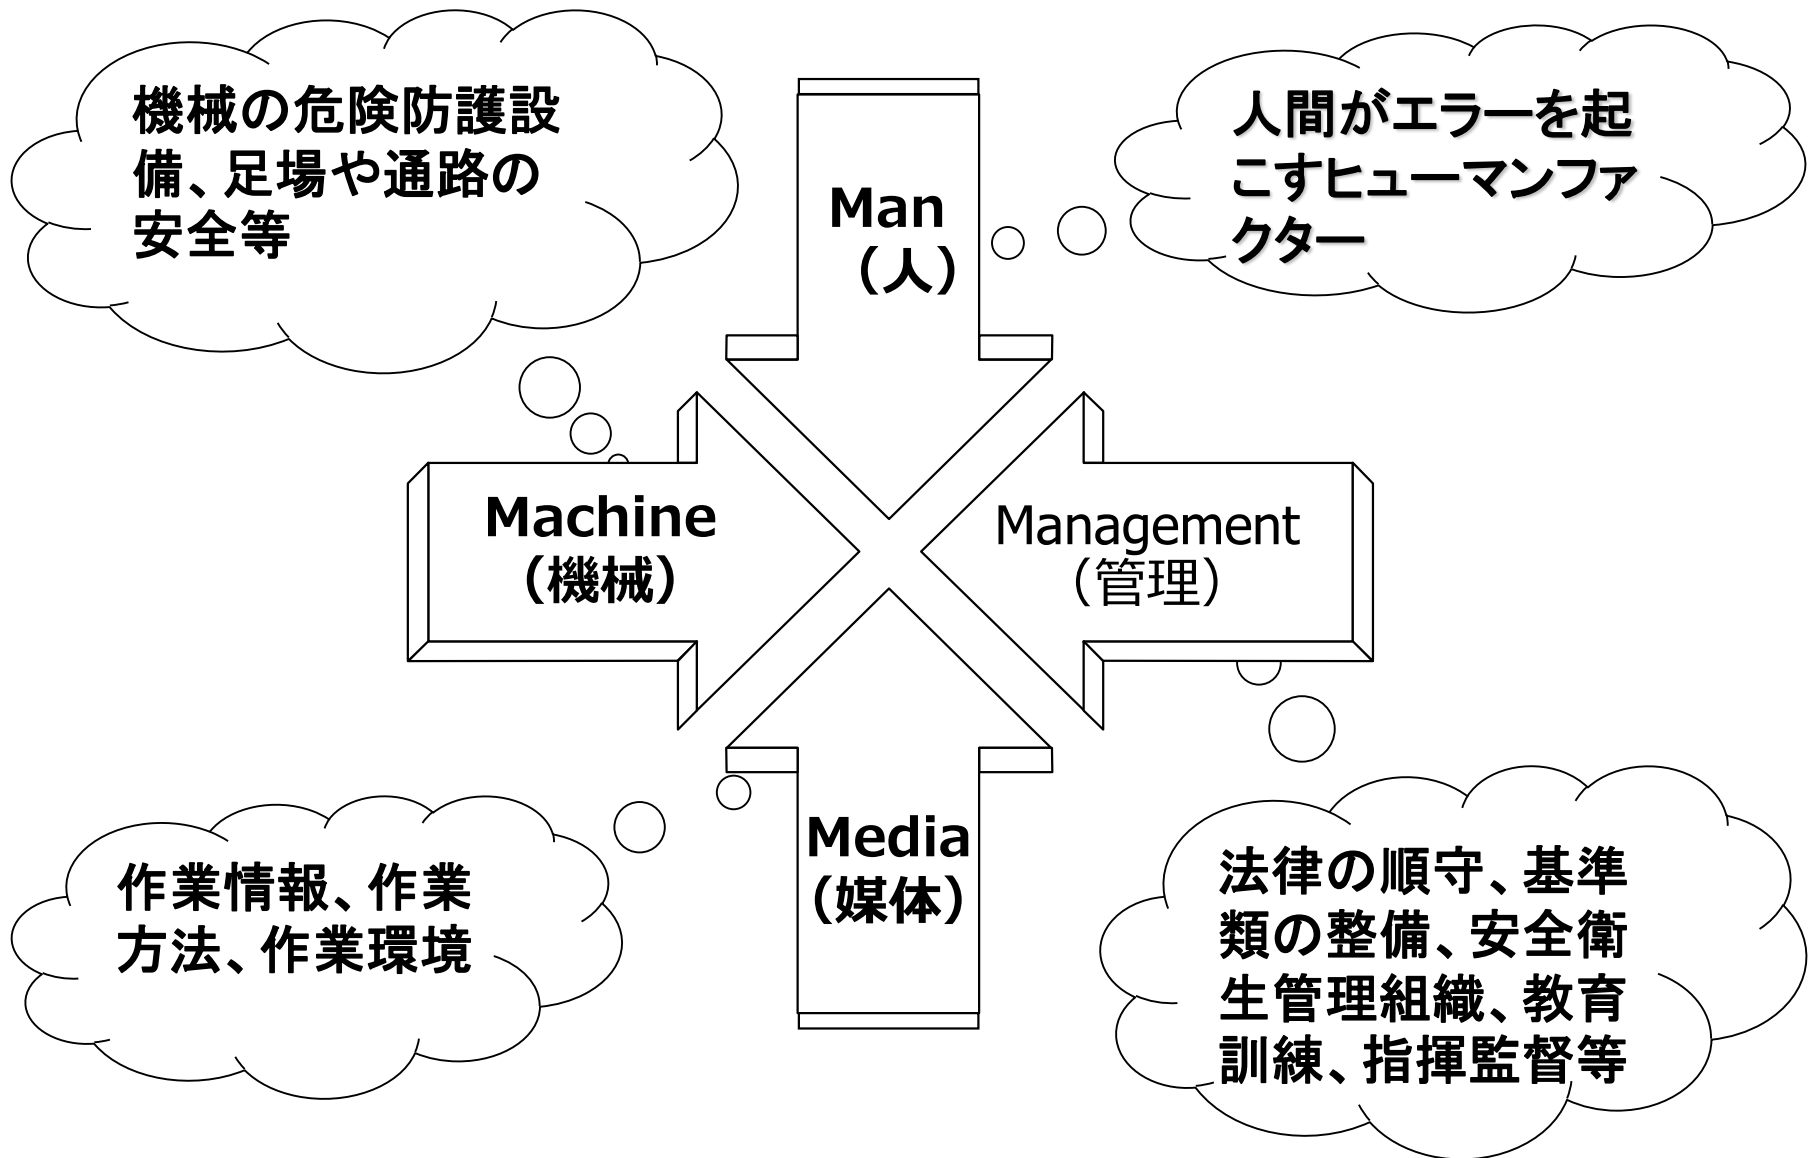 機械の危険防護設
備、足場や通路の
安全等
人間がエラーを起
こすヒューマンファ
クター
Man
（人）
Machine
（機械）
Management
（管理）
Media
（媒体）
作業情報、作業
方法、作業環境
法律の順守、基準
類の整備、安全衛
生管理組織、教育
訓練、指揮監督等